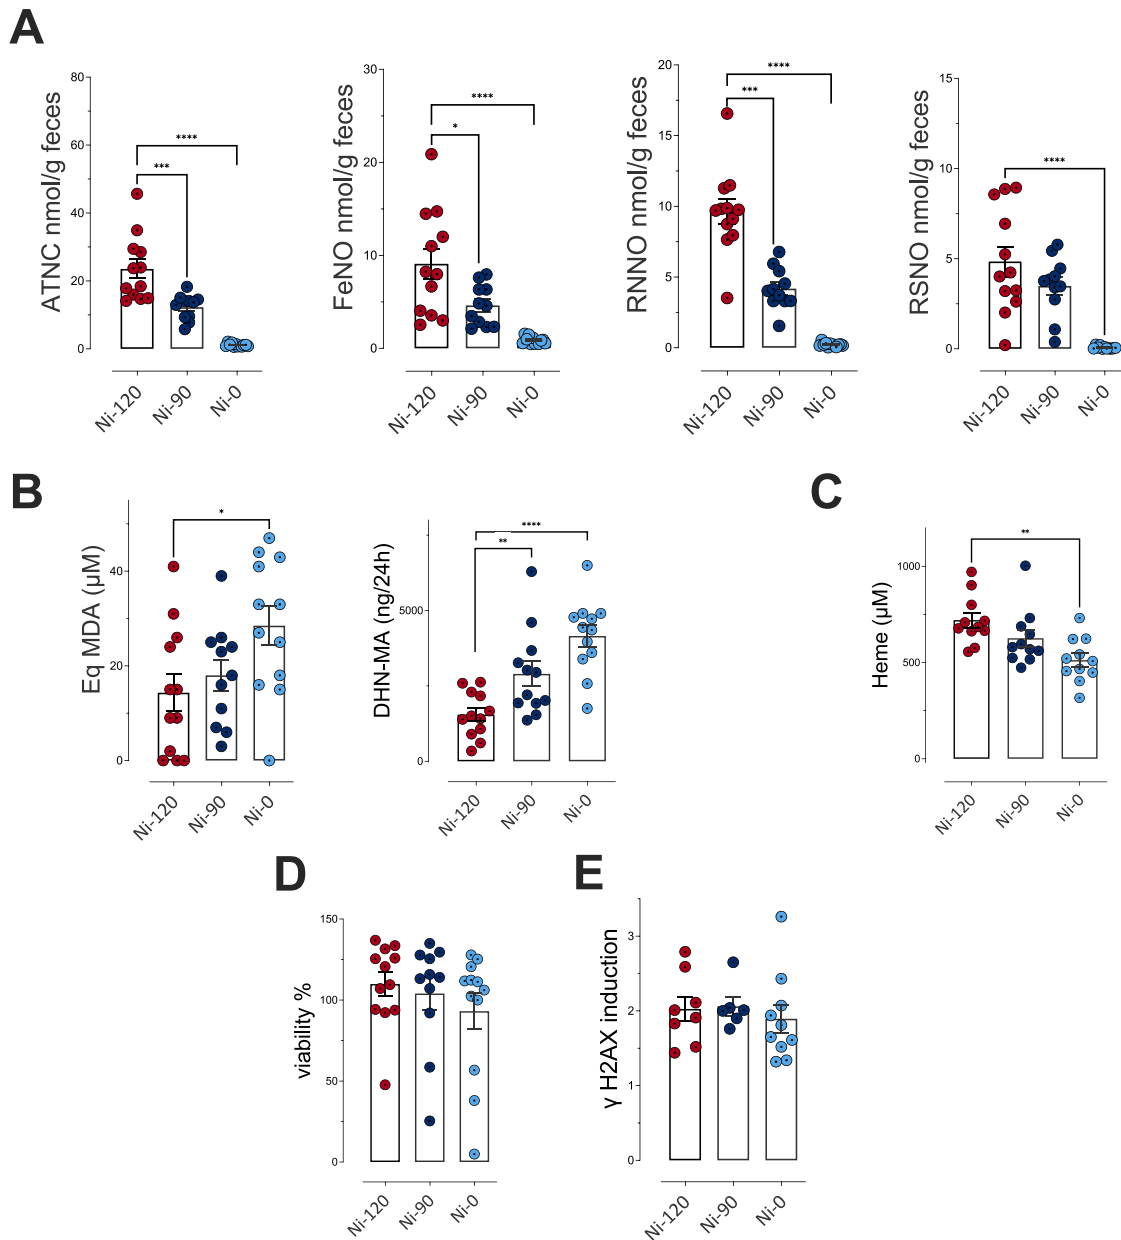 A
ATNC nmol/g feces
80
60
40
20
0
****
***
Ni-120
Ni-90
Ni-0
FeNO nmol/g feces
30
20
10
0
****
*
Ni-120
Ni-90
Ni-0
RNNO nmol/g feces
20
15
10
5
0
****
***
Ni-120
Ni-90
Ni-0
RSNO nmol/g feces
15
10
5
0
****
Ni-120
Ni-90
Ni-0
B
Eq MDA (µM)
40
20
0
*
Ni-120
Ni-90
Ni-0
DHN-MA (ng/24h)
5000
0
****
**
Ni-120
Ni-90
Ni-0
C
Heme (µM)
1000
500
0
**
Ni-120
Ni-90
Ni-0
D
viability %
150
100
50
0
Ni-120
Ni-90
Ni-0
E
γ H2AX induction
3
2
1
0
Ni-120
Ni-90
Ni-0